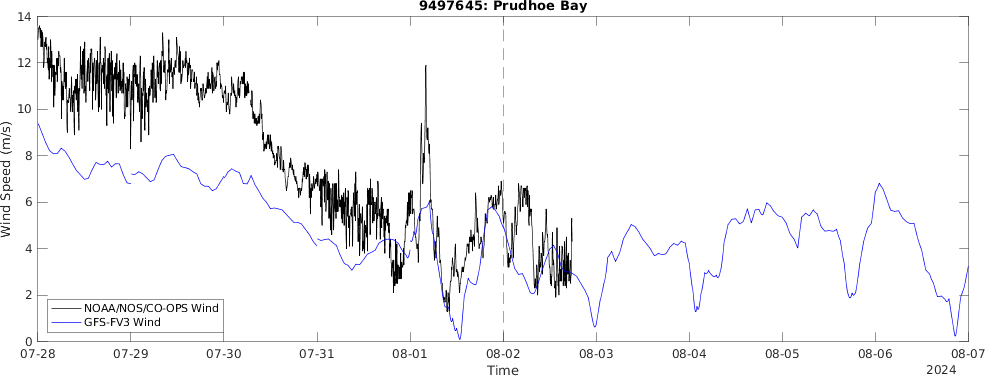 9497645: Prudhoe Bay
14
12
10
8
6
4
2
0
Wind Speed (m/s)
NOAA/NOS/CO-OPS Wind
GFS-FV3 Wind
07-28 07-29 07-30 07-31 08-01 08-02 08-03 08-04 08-05 08-06 08-07
Time
2024